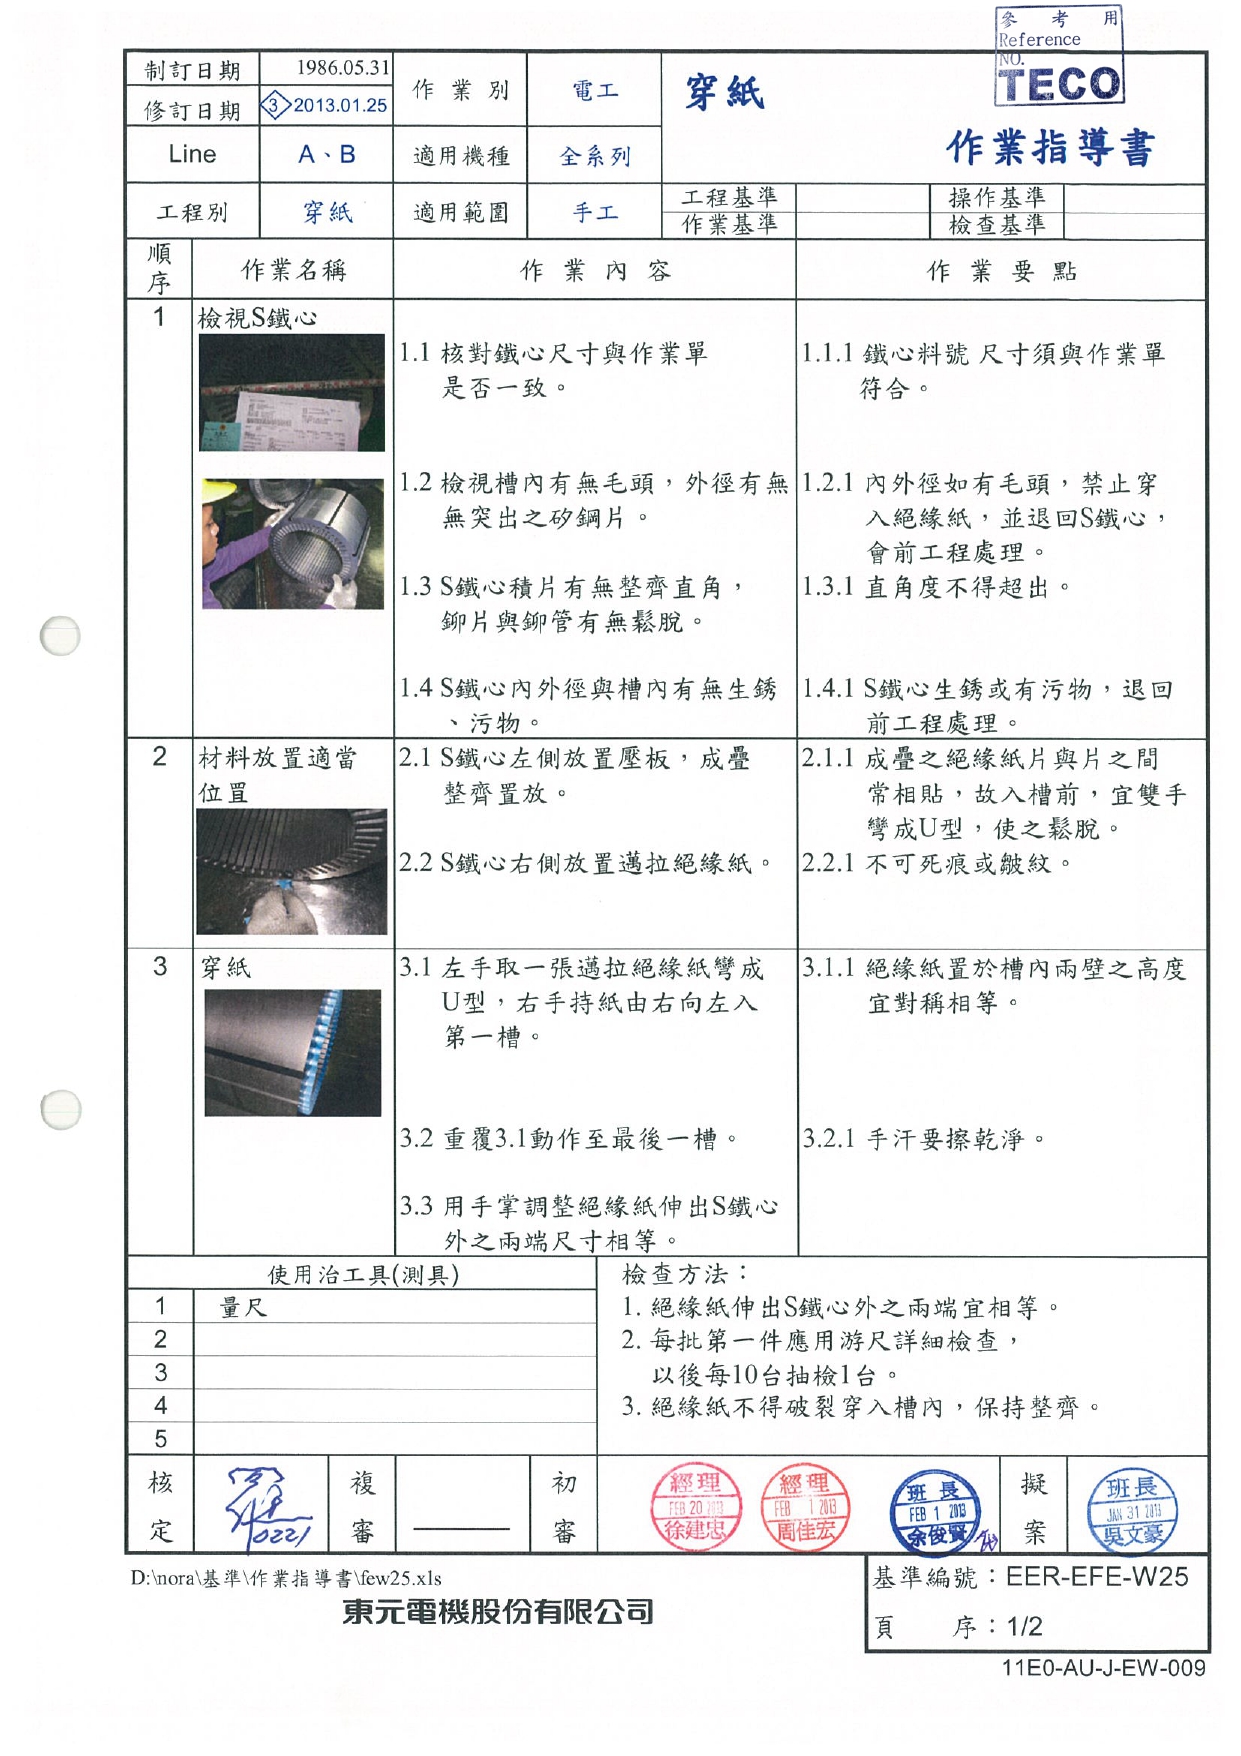 參考用
Reference
NO.
TECO
制訂日期 1986.05.31 作業別 電工 穿紙
修訂日期 3 2013.01.25
作業指導書
Line A、B 適用機種 全系列
工程別 穿紙 適用範圍 手工 工程基準 操作基準
作業基準 檢查基準
順序 作業名稱 作業內容 作業要點
1 檢視S鐵心
1.1 核對鐵心尺寸與作業單
是否一致。
1.1.1 鐵心料號 尺寸須與作業單
符合。
1.2 檢視槽內有無毛頭，外徑有無
無突出之矽鋼片。
1.2.1 內外徑如有毛頭，禁止穿
入絕緣紙，並退回S鐵心，
會前工程處理。
1.3 S鐵心積片有無整齊直角，
鉚片與鉚管有無鬆脫。
1.3.1 直角度不得超出。
1.4 S鐵心內外徑與槽內有無生銹
、污物。
1.4.1 S鐵心生銹或有污物，退回
前工程處理。
2 材料放置適當
位置
2.1 S鐵心左側放置壓板，成疊
整齊置放。
2.1.1 成疊之絕緣紙片與片之間
常相貼，故入槽前，宜雙手
彎成U型，使之鬆脫。
2.2 S鐵心右側放置邁拉絕緣紙。
2.2.1 不可死痕或皺紋。
3 穿紙
3.1 左手取一張邁拉絕緣紙彎成
U型，右手持紙由右向左入
第一槽。
3.1.1 絕緣紙置於槽內兩壁之高度
宜對稱相等。
3.2 重覆3.1動作至最後一槽。
3.2.1 手汗要擦乾淨。
3.3 用手掌調整絕緣紙伸出S鐵心
外之兩端尺寸相等。
使用治工具(測具)
1 量尺
2
3
4
5
檢查方法：
1. 絕緣紙伸出S鐵心外之兩端宜相等。
2. 每批第一件應用游尺詳細檢查，
以後每10台抽檢1台。
3. 絕緣紙不得破裂穿入槽內，保持整齊。
核定 0221 複審 初審
經理
FEB 20 2013
徐建忠
經理
FEB 1 2013
周佳宏
班長
FEB 1 2013
余俊賢
擬案
班長
JAN 31 2013
吳文豪
D:\nora\基準\作業指導書\few25.xls
東元電機股份有限公司
基準編號：EER-EFE-W25
頁序：1/2
11E0-AU-J-EW-009